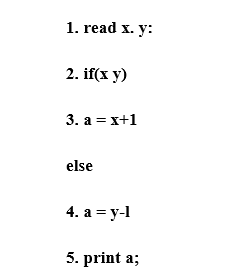 1. read x. y:
2. if(x y)
3. a = x+1
else
4. a = y-l
5. print a;